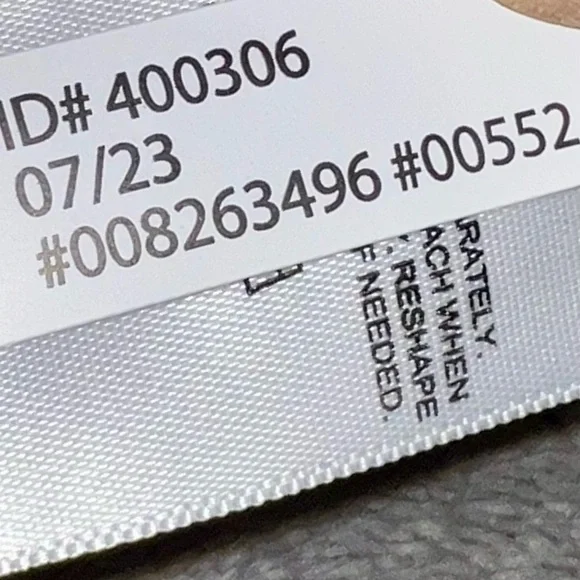 ID# 400306
07/23
#008263496 #00552
RATELY.
ACH WHEN
RESHAPE
NEEDED.